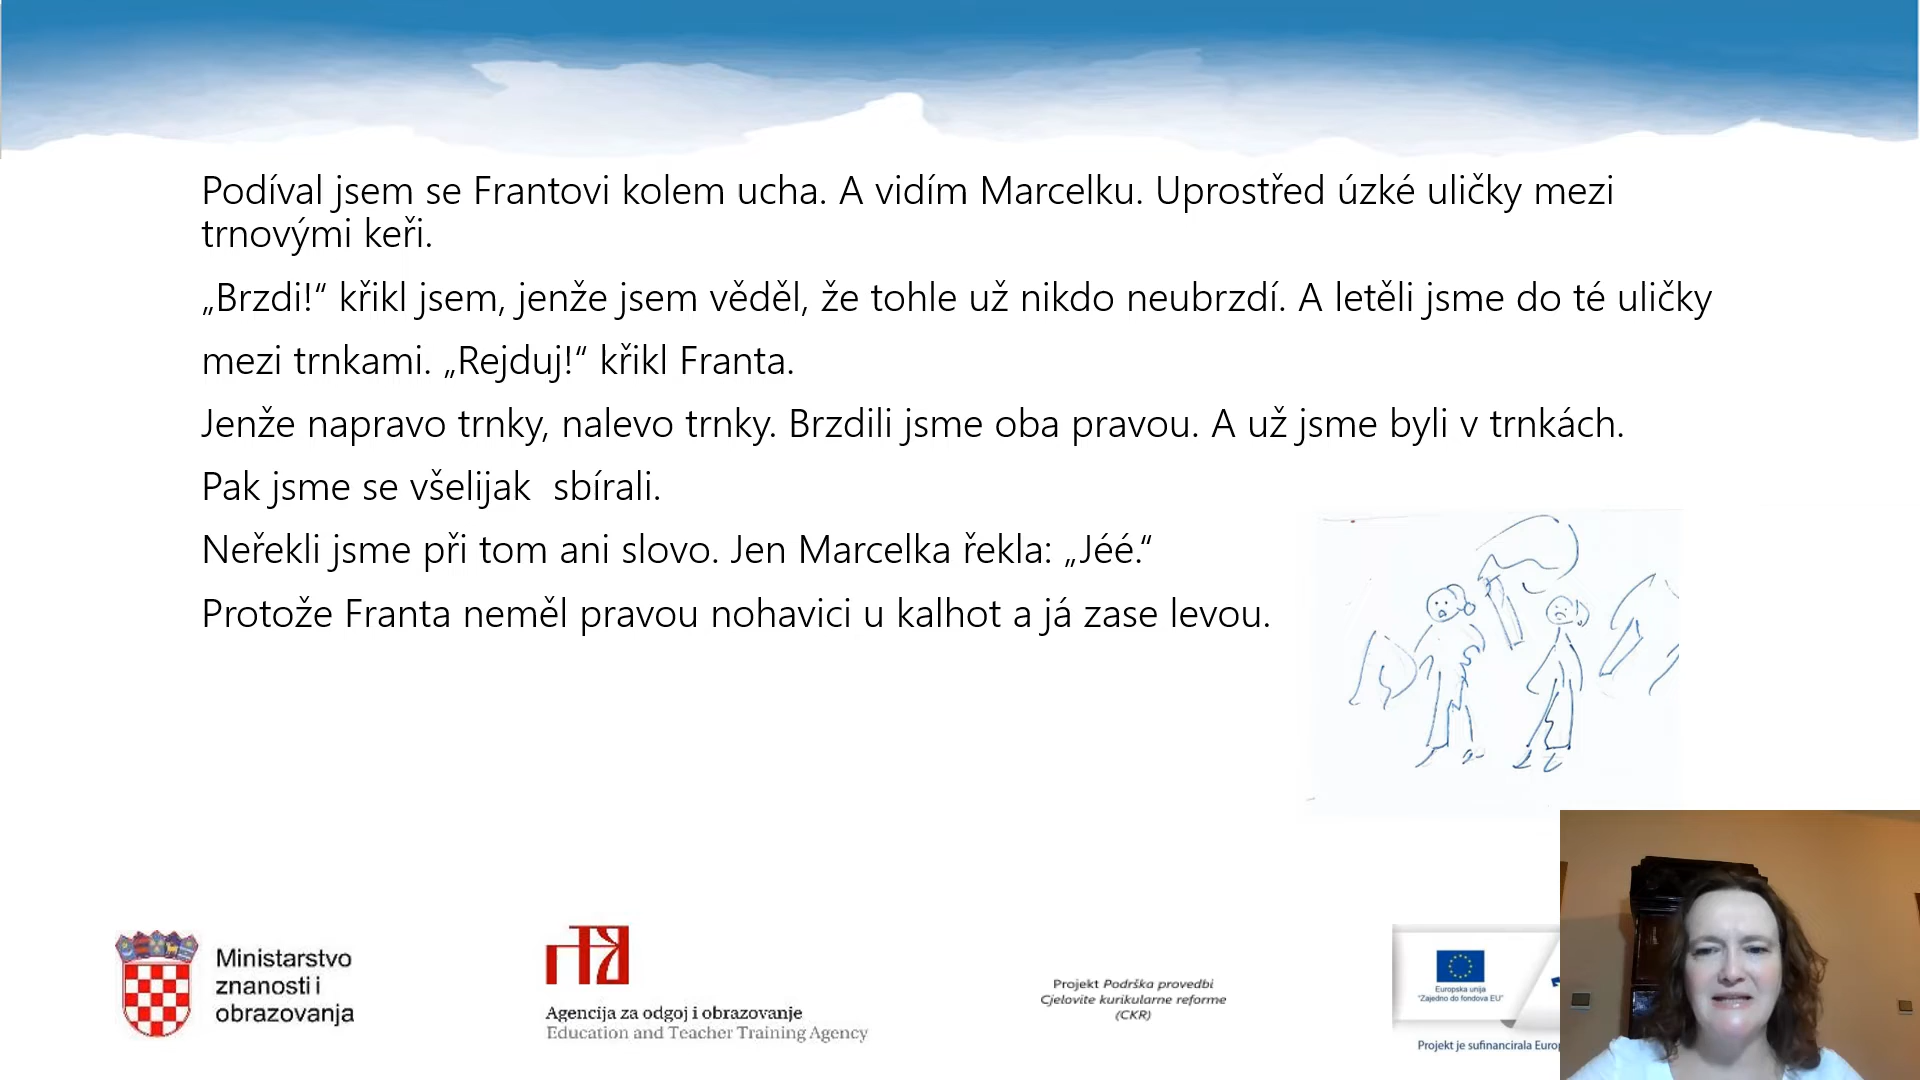 Podíval jsem se Frantovi kolem ucha. A vidím Marcelku. Uprostřed úzké uličky mezi
trnovými keři.
„Brzdi!“ křikl jsem, jenže jsem věděl, že tohle už nikdo neubrzdí. A letěli jsme do té uličky
mezi trnkami. „Rejduj!“ křikl Franta.
Jenže napravo trnky, nalevo trnky. Brzdili jsme oba pravou. A už jsme byli v trnkách.
Pak jsme se všelijak  sbírali.
Neřekli jsme při tom ani slovo. Jen Marcelka řekla: „Jéé.“
Protože Franta neměl pravou nohavici u kalhot a já zase levou.
Ministarstvo
znanosti i
obrazovanja
Agencija za odgoj i obrazovanje
Education and Teacher Training Agency
Projekt Podrška provedbi
Cjelovite kurikularne reforme
(CKR)
Europska unija
"Zajedno do fondova EU"
Projekt je sufinancirala